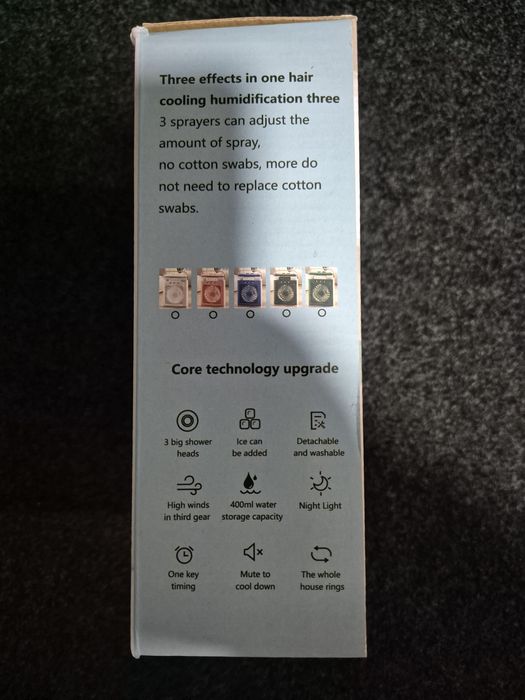 Three effects in one hair
cooling humidification three
3 sprayers can adjust the
amount of spray,
no cotton swabs, more do
not need to replace cotton
swabs.
Core technology upgrade
3 big shower
heads
Ice can
be added
Detachable
and washable
High winds
in third gear
400ml water
storage capacity
Night Light
One key
timing
Mute to
cool down
The whole
house rings